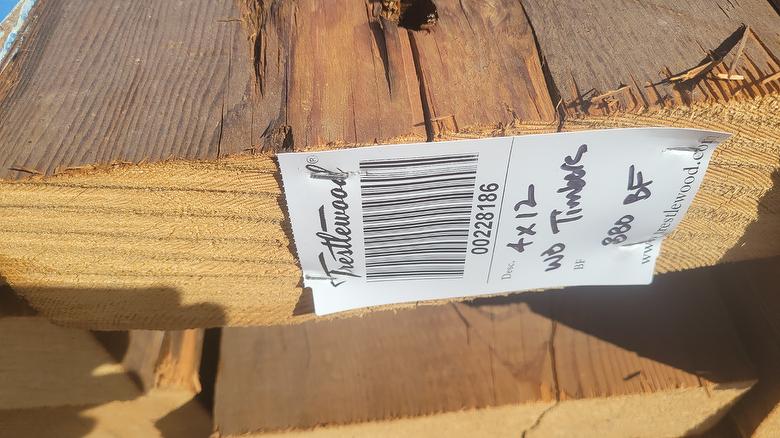 Trestlewood®
00228186
Desc. 4x12
WD Timbers
BF 880 BF
www.trestlewood.com